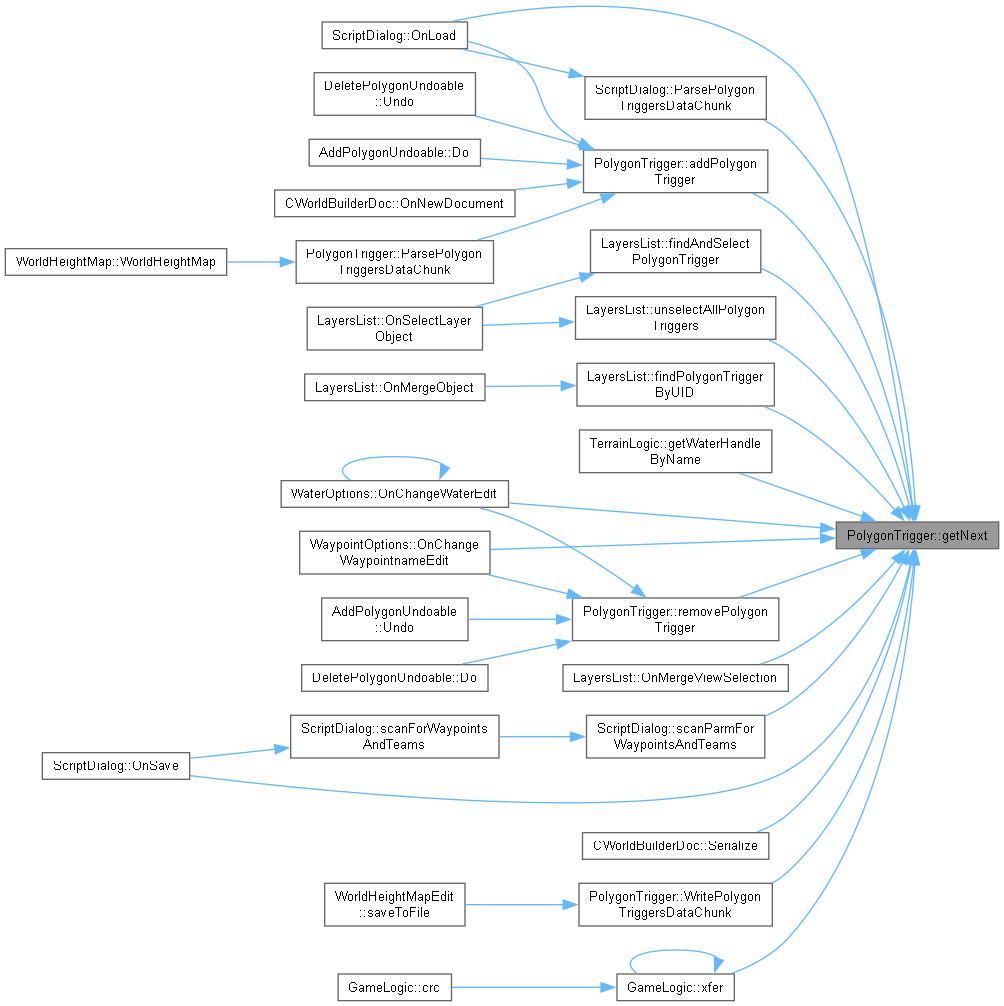 ScriptDialog::OnLoad
DeletePolygonUndoable
::Undo
ScriptDialog::ParsePolygon
TriggersDataChunk
AddPolygonUndoable::Do
PolygonTrigger::addPolygon
Trigger
CWorldBuilderDoc::OnNewDocument
WorldHeightMap::WorldHeightMap
PolygonTrigger::ParsePolygon
TriggersDataChunk
LayersList::findAndSelect
PolygonTrigger
LayersList::OnSelectLayer
Object
LayersList::unselectAllPolygon
Triggers
LayersList::OnMergeObject
LayersList::findPolygonTrigger
ByUID
TerrainLogic::getWaterHandle
ByName
WaterOptions::OnChangeWaterEdit
PolygonTrigger::getNext
WaypointOptions::OnChange
WaypointnameEdit
AddPolygonUndoable
::Undo
PolygonTrigger::removePolygon
Trigger
DeletePolygonUndoable::Do
LayersList::OnMergeViewSelection
ScriptDialog::scanForWaypoints
AndTeams
ScriptDialog::scanParmFor
WaypointsAndTeams
ScriptDialog::OnSave
CWorldBuilderDoc::Serialize
WorldHeightMapEdit
::saveToFile
PolygonTrigger::WritePolygon
TriggersDataChunk
GameLogic::crc
GameLogic::xfer